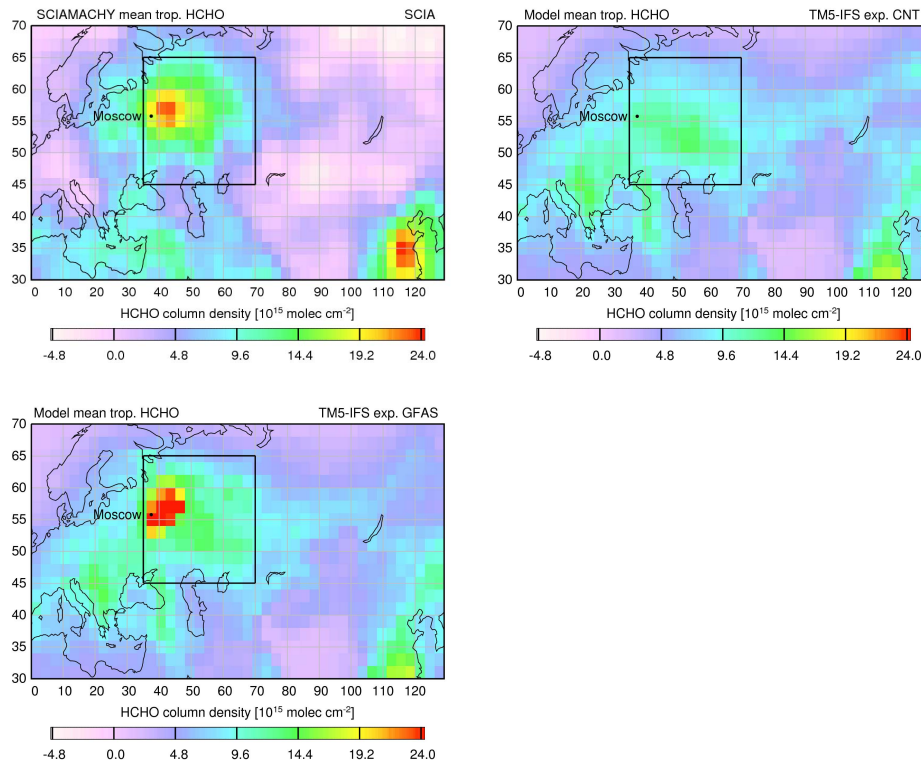 SCIAMACHY mean trop. HCHO SCIA
70
65
60
55
50
45
40
35
30
Moscow
0 10 20 30 40 50 60 70 80 90 100 110 120
HCHO column density [10¹⁵ molec cm⁻²]
-4.8 0.0 4.8 9.6 14.4 19.2 24.0
Model mean trop. HCHO TM5-IFS exp. CNT
70
65
60
55
50
45
40
35
30
Moscow
0 10 20 30 40 50 60 70 80 90 100 110 120
HCHO column density [10¹⁵ molec cm⁻²]
-4.8 0.0 4.8 9.6 14.4 19.2 24.0
Model mean trop. HCHO TM5-IFS exp. GFAS
70
65
60
55
50
45
40
35
30
Moscow
0 10 20 30 40 50 60 70 80 90 100 110 120
HCHO column density [10¹⁵ molec cm⁻²]
-4.8 0.0 4.8 9.6 14.4 19.2 24.0